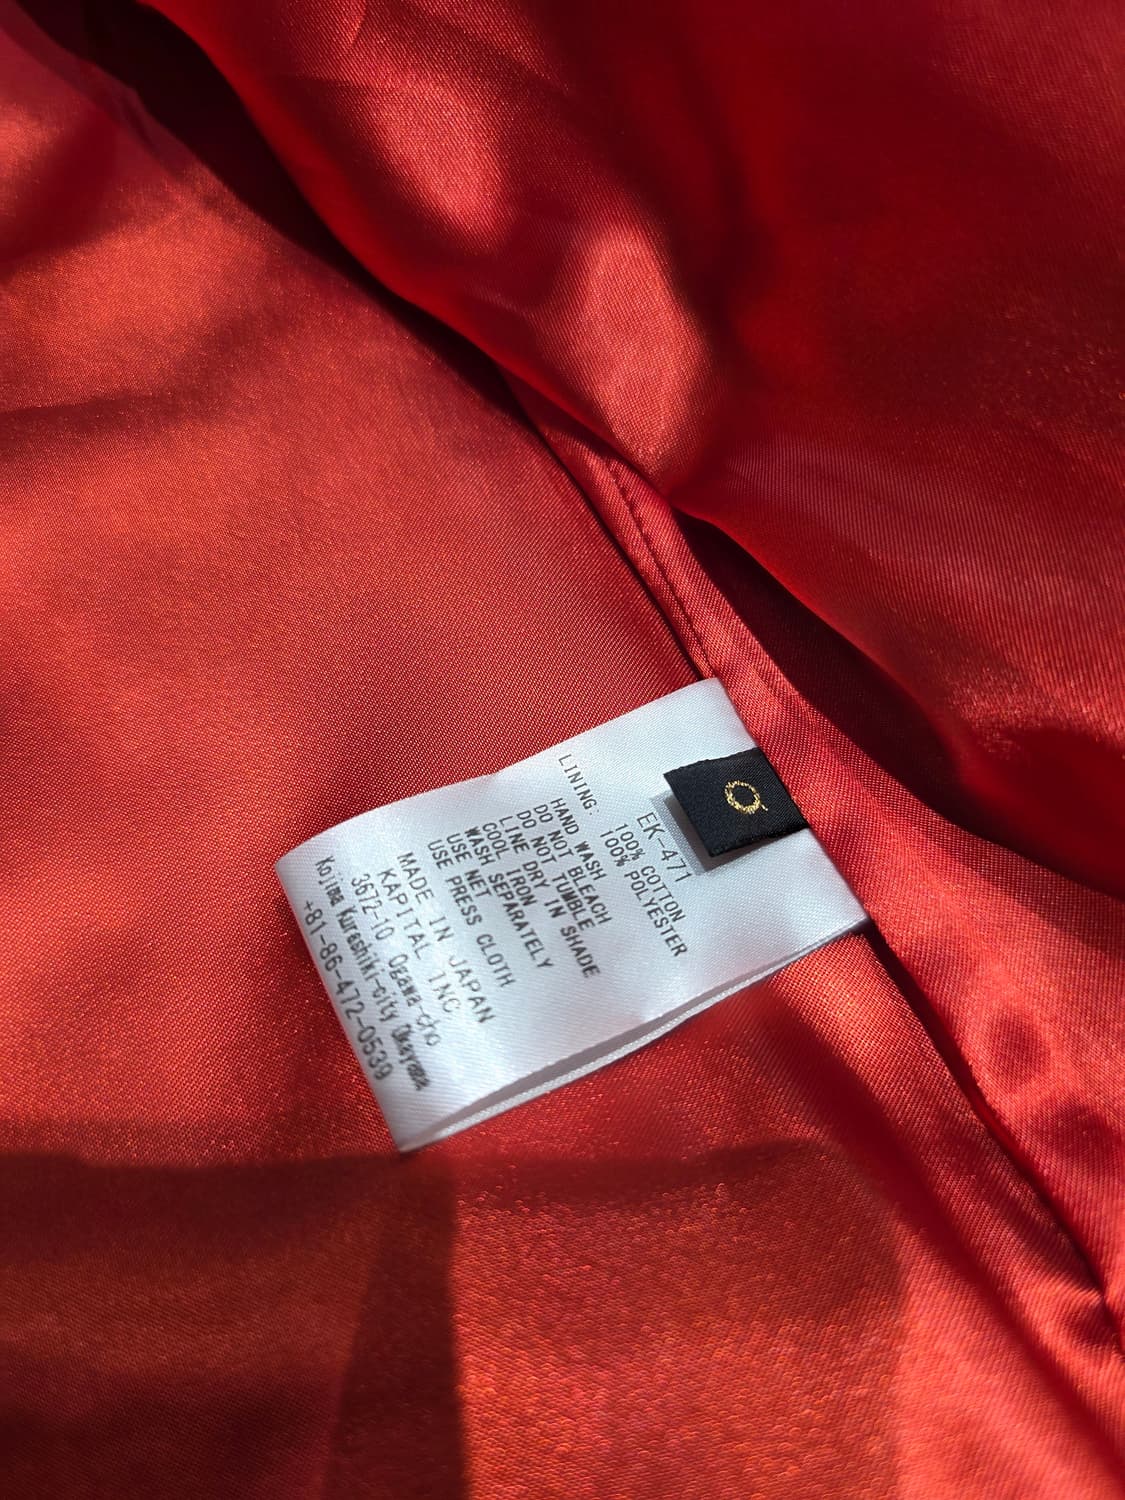 EK-471
100% COTTON
LINING: 100% POLYESTER
HAND WASH
DO NOT BLEACH
DO NOT TUMBLE
LINE DRY IN SHADE
COOL IRON
WASH SEPARATELY
USE NET
USE PRESS CLOTH
MADE IN JAPAN
KAPITAL INC
3672-10 Ogawa-cho
Kojima Kurashiki-city Okayama
+81-86-472-0539
Q